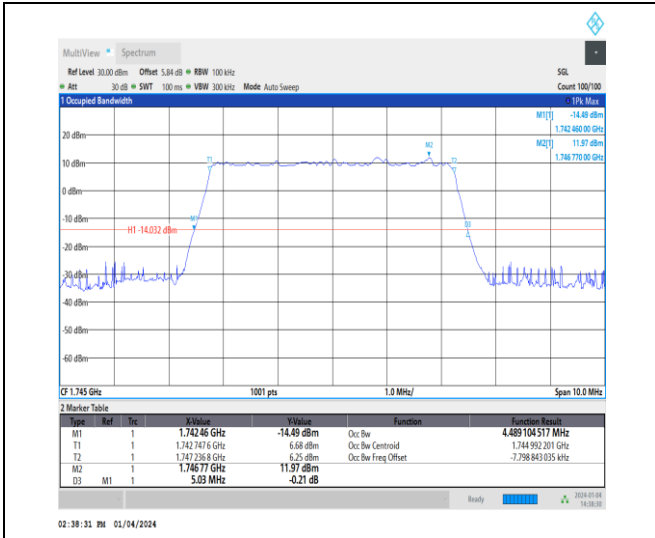 MultiView Spectrum
Ref Level 30.00 dBm Offset 5.84 dB RBW 100 kHz SGL
Att 30 dB SWT 100 ms VBW 300 kHz Mode Auto Sweep Count 100/100
1 Occupied Bandwidth 1Pk Max
M1[1] -14.49 dBm
1.742 460 00 GHz
M2[1] 11.97 dBm
1.746 770 00 GHz
20 dBm
M2
T1 T2
10 dBm
0 dBm
-10 dBm
M1 D3
H1 -14.032 dBm
-20 dBm
-30 dBm
-40 dBm
-50 dBm
-60 dBm
CF 1.745 GHz 1001 pts 1.0 MHz/ Span 10.0 MHz
2 Marker Table
Type Ref Trc X-Value Y-Value Function Function Result
M1 1 1.742 46 GHz -14.49 dBm Occ Bw 4.489 104 517 MHz
T1 1 1.742 747 6 GHz 6.68 dBm Occ Bw Centroid 1.744 992 201 GHz
T2 1 1.747 236 8 GHz 6.25 dBm Occ Bw Freq Offset -7.798 843 035 kHz
M2 1 1.746 77 GHz 11.97 dBm
D3 M1 1 5.03 MHz -0.21 dB
Ready 2024-01-04
14:38:30
02:38:31 PM 01/04/2024